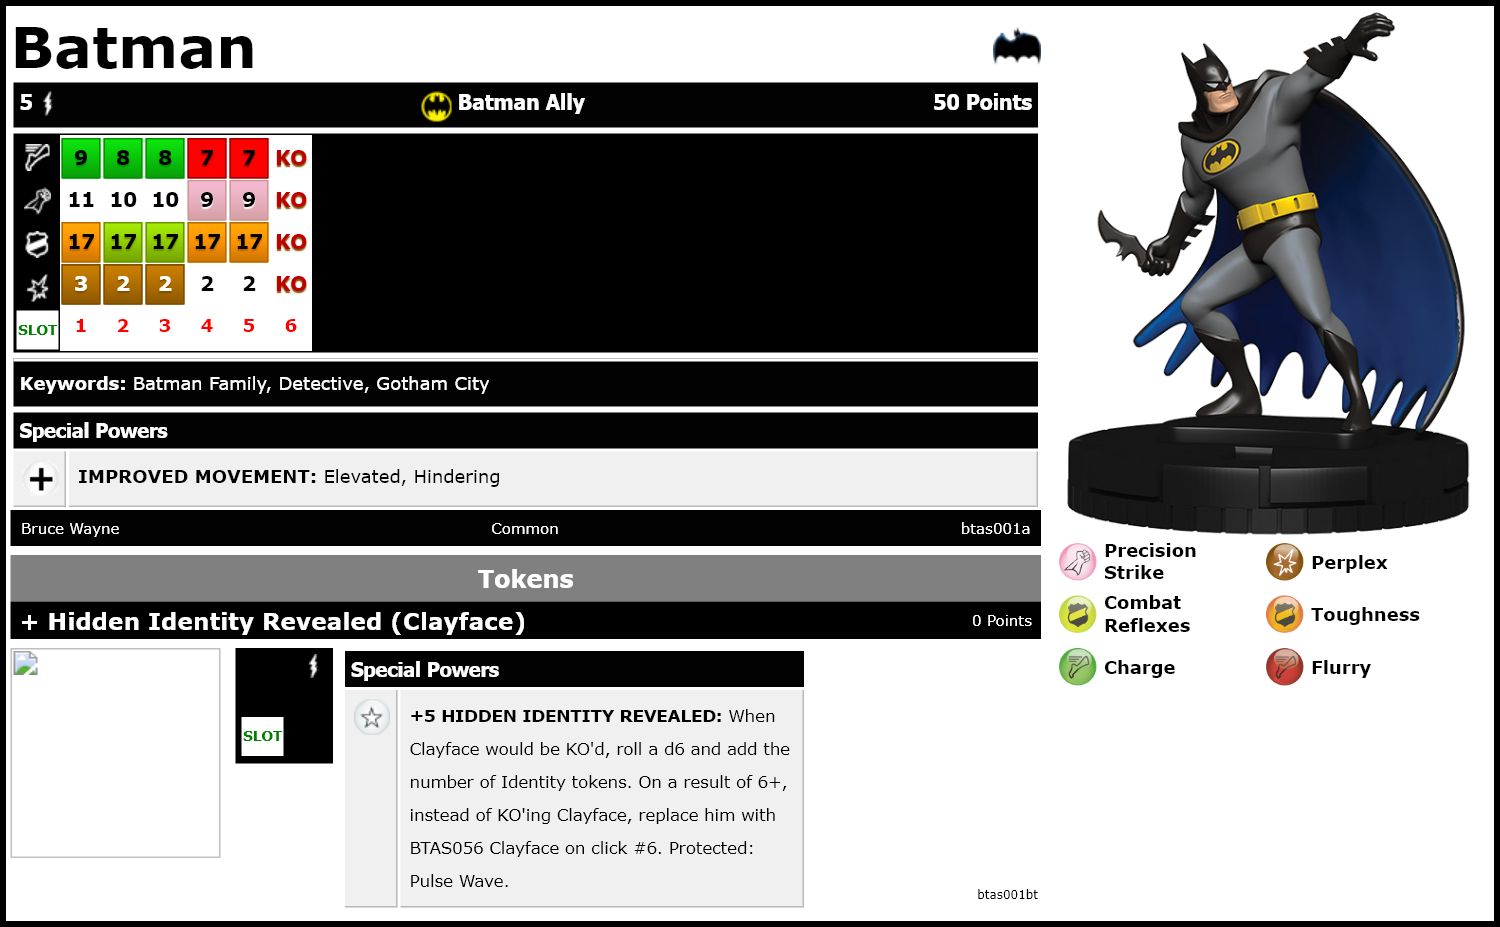 Batman
5 Batman Ally 50 Points
9 8 8 7 7 KO
11 10 10 9 9 KO
17 17 17 17 17 KO
3 2 2 2 2 KO
SLOT 1 2 3 4 5 6
Keywords: Batman Family, Detective, Gotham City
Special Powers
+ IMPROVED MOVEMENT: Elevated, Hindering
Bruce Wayne Common btas001a
Tokens
+ Hidden Identity Revealed (Clayface) 0 Points
SLOT
Special Powers
+5 HIDDEN IDENTITY REVEALED: When
Clayface would be KO'd, roll a d6 and add the
number of Identity tokens. On a result of 6+,
instead of KO'ing Clayface, replace him with
BTAS056 Clayface on click #6. Protected:
Pulse Wave.
btas001bt
Precision
Strike
Perplex
Combat
Reflexes
Toughness
Charge
Flurry